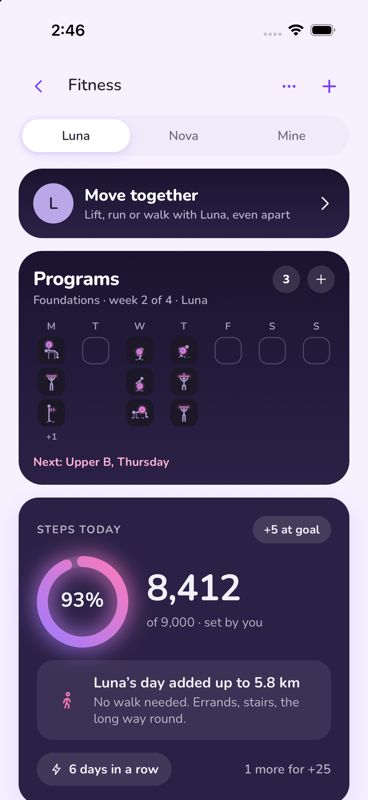 2:46
Fitness
Luna Nova Mine
L
Move together
Lift, run or walk with Luna, even apart
Programs
3
Foundations · week 2 of 4 · Luna
M T W T F S S
+1
Next: Upper B, Thursday
STEPS TODAY
+5 at goal
93%
8,412
of 9,000 · set by you
Luna’s day added up to 5.8 km
No walk needed. Errands, stairs, the
long way round.
6 days in a row
1 more for +25